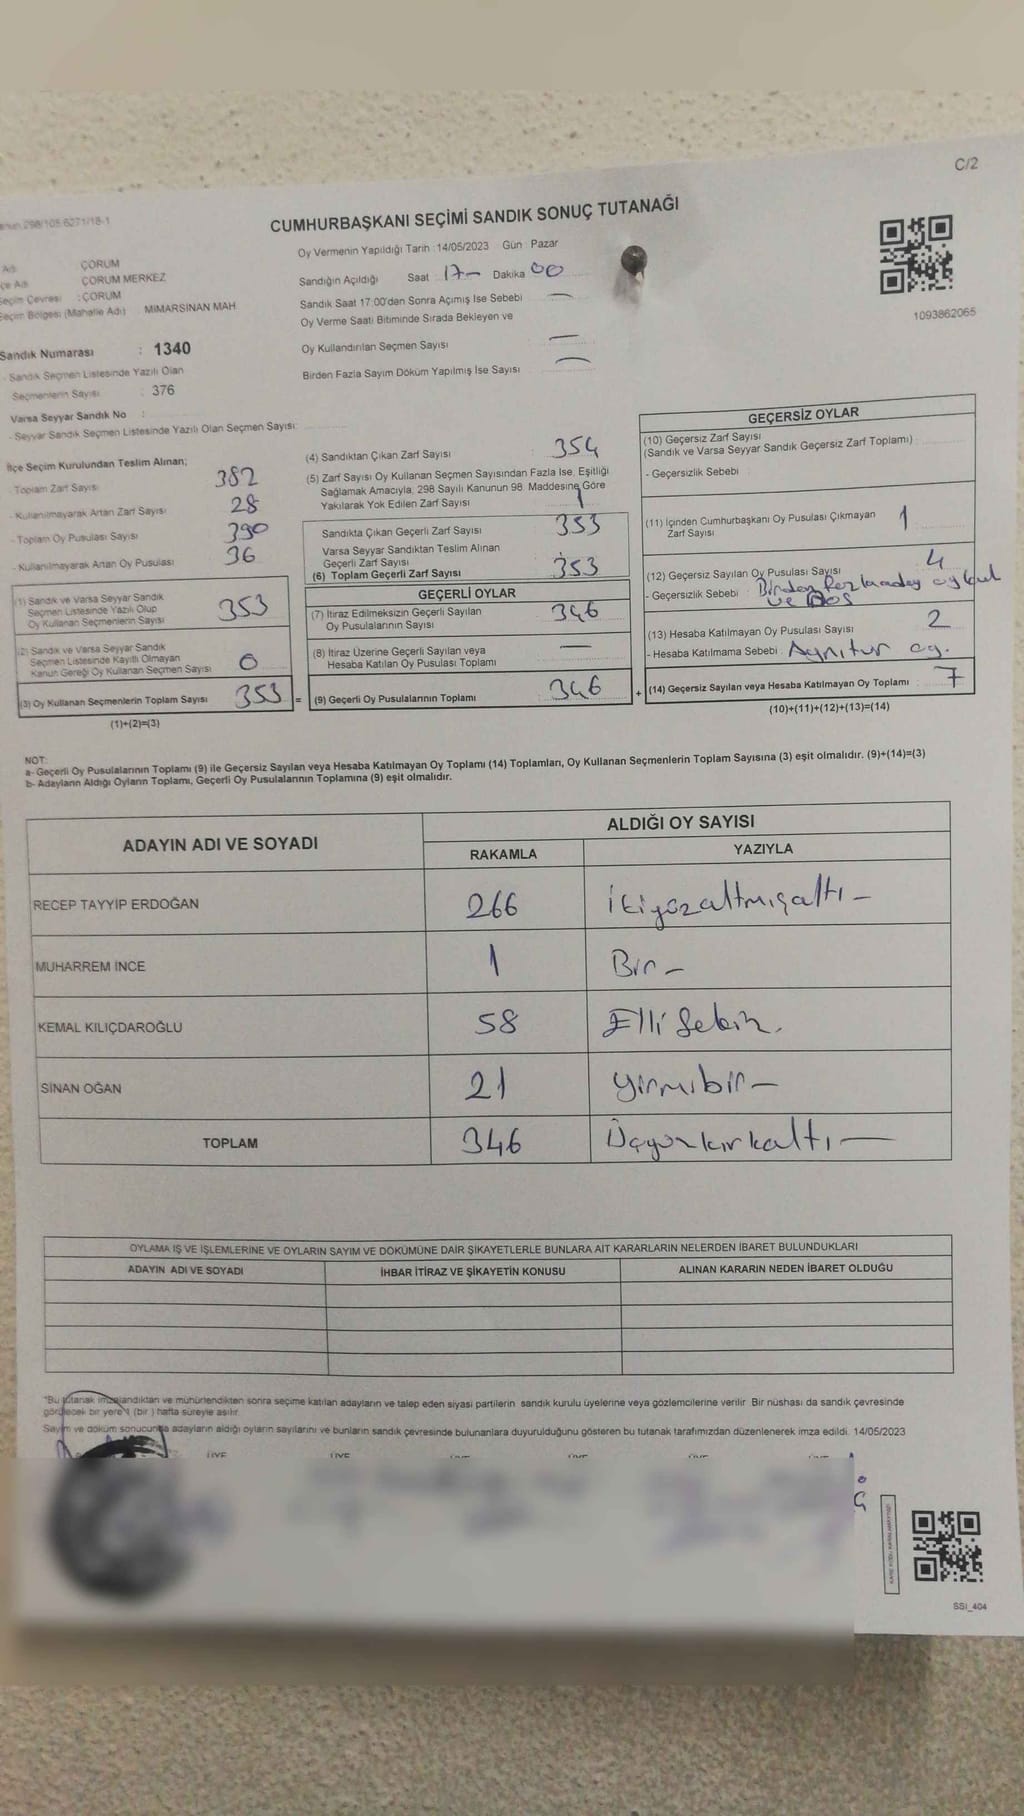 C/2
298/105.6271/18-1
CUMHURBAŞKANI SEÇİMİ SANDIK SONUÇ TUTANAĞI
Oy Vermenin Yapıldığı Tarih : 14/05/2023 Gün : Pazar
Adı ÇORUM
Adı ÇORUM MERKEZ
Seçim Çevresi : ÇORUM
Seçim Bölgesi (Mahalle Adı) MİMARSİNAN MAH
Sandık Numarası : 1340
- Sandık Seçmen Listesinde Yazılı Olan
Seçmenlerin Sayısı : 376
Varsa Seyyar Sandık No :
- Seyyar Sandık Seçmen Listesinde Yazılı Olan Seçmen Sayısı:
Sandığın Açıldığı Saat 17- Dakika 00
Sandık Saat 17:00'den Sonra Açımış İse Sebebi —
Oy Verme Saati Bitiminde Sırada Bekleyen ve
Oy Kullandırılan Seçmen Sayısı —
Birden Fazla Sayım Döküm Yapılmış İse Sayısı —
1093862065
İlçe Seçim Kurulundan Teslim Alınan;
- Toplam Zarf Sayısı 382
- Kullanılmayarak Artan Zarf Sayısı 28
- Toplam Oy Pusulası Sayısı 390
- Kullanılmayarak Artan Oy Pusulası 36
(1) Sandık ve Varsa Seyyar Sandık
Seçmen Listesinde Yazılı Olup
Oy Kullanan Seçmenlerin Sayısı 353
(2) Sandık ve Varsa Seyyar Sandık
Seçmen Listesinde Kayıtlı Olmayan
Kanun Gereği Oy Kullanan Seçmen Sayısı 0
(3) Oy Kullanan Seçmenlerin Toplam Sayısı 353 =
(1)+(2)=(3)
(4) Sandıktan Çıkan Zarf Sayısı : 354
(5) Zarf Sayısı Oy Kullanan Seçmen Sayısından Fazla İse, Eşitliği
Sağlamak Amacıyla, 298 Sayılı Kanunun 98. Maddesine Göre
Yakılarak Yok Edilen Zarf Sayısı 1
Sandıkta Çıkan Geçerli Zarf Sayısı 353
Varsa Seyyar Sandıktan Teslim Alınan
Geçerli Zarf Sayısı :
(6) Toplam Geçerli Zarf Sayısı : 353
GEÇERLİ OYLAR
(7) İtiraz Edilmeksizin Geçerli Sayılan
Oy Pusulalarının Sayısı 346
(8) İtiraz Üzerine Geçerli Sayılan veya
Hesaba Katılan Oy Pusulası Toplamı —
(9) Geçerli Oy Pusulalarının Toplamı : 346 +
GEÇERSİZ OYLAR
(10) Geçersiz Zarf Sayısı
(Sandık ve Varsa Seyyar Sandık Geçersiz Zarf Toplamı) :
- Geçersizlik Sebebi :
(11) İçinden Cumhurbaşkanı Oy Pusulası Çıkmayan
Zarf Sayısı 1
(12) Geçersiz Sayılan Oy Pusulası Sayısı 4
- Geçersizlik Sebebi : Birden fazla aday
ve Boş
(13) Hesaba Katılmayan Oy Pusulası Sayısı 2
- Hesaba Katılmama Sebebi : Aynıtür oy.
(14) Geçersiz Sayılan veya Hesaba Katılmayan Oy Toplamı : 7
(10)+(11)+(12)+(13)=(14)
NOT:
a- Geçerli Oy Pusulalarının Toplamı (9) ile Geçersiz Sayılan veya Hesaba Katılmayan Oy Toplamı (14) Toplamları, Oy Kullanan Seçmenlerin Toplam Sayısına (3) eşit olmalıdır. (9)+(14)=(3)
b- Adayların Aldığı Oyların Toplamı, Geçerli Oy Pusulalarının Toplamına (9) eşit olmalıdır.
ADAYIN ADI VE SOYADI ALDIĞI OY SAYISI
RAKAMLA YAZIYLA
RECEP TAYYİP ERDOĞAN 266 İkiyüzaltmışaltı —
MUHARREM İNCE 1 Bir —
KEMAL KILIÇDAROĞLU 58 Elli Sekiz.
SİNAN OĞAN 21 yirmibir —
TOPLAM 346 Üçyüzkırkaltı —
OYLAMA İŞ VE İŞLEMLERİNE VE OYLARIN SAYIM VE DÖKÜMÜNE DAİR ŞİKAYETLERLE BUNLARA AİT KARARLARIN NELERDEN İBARET BULUNDUKLARI
ADAYIN ADI VE SOYADI İHBAR İTİRAZ VE ŞİKAYETİN KONUSU ALINAN KARARIN NEDEN İBARET OLDUĞU
*Bu tutanak imzalandıktan ve mühürlendikten sonra seçime katılan adayların ve talep eden siyasi partilerin sandık kurulu üyelerine veya gözlemcilerine verilir. Bir nüshası da sandık çevresinde
görülecek bir yere 1 (bir ) hafta süreyle asılır.
Sayım ve döküm sonucunda adayların aldığı oyların sayılarını ve bunların sandık çevresinde bulunanlara duyurulduğunu gösteren bu tutanak tarafımızdan düzenlenerek imza edildi. 14/05/2023
ÜYE ÜYE ÜYE ÜYE ÜYE ÜYE
SSI_404